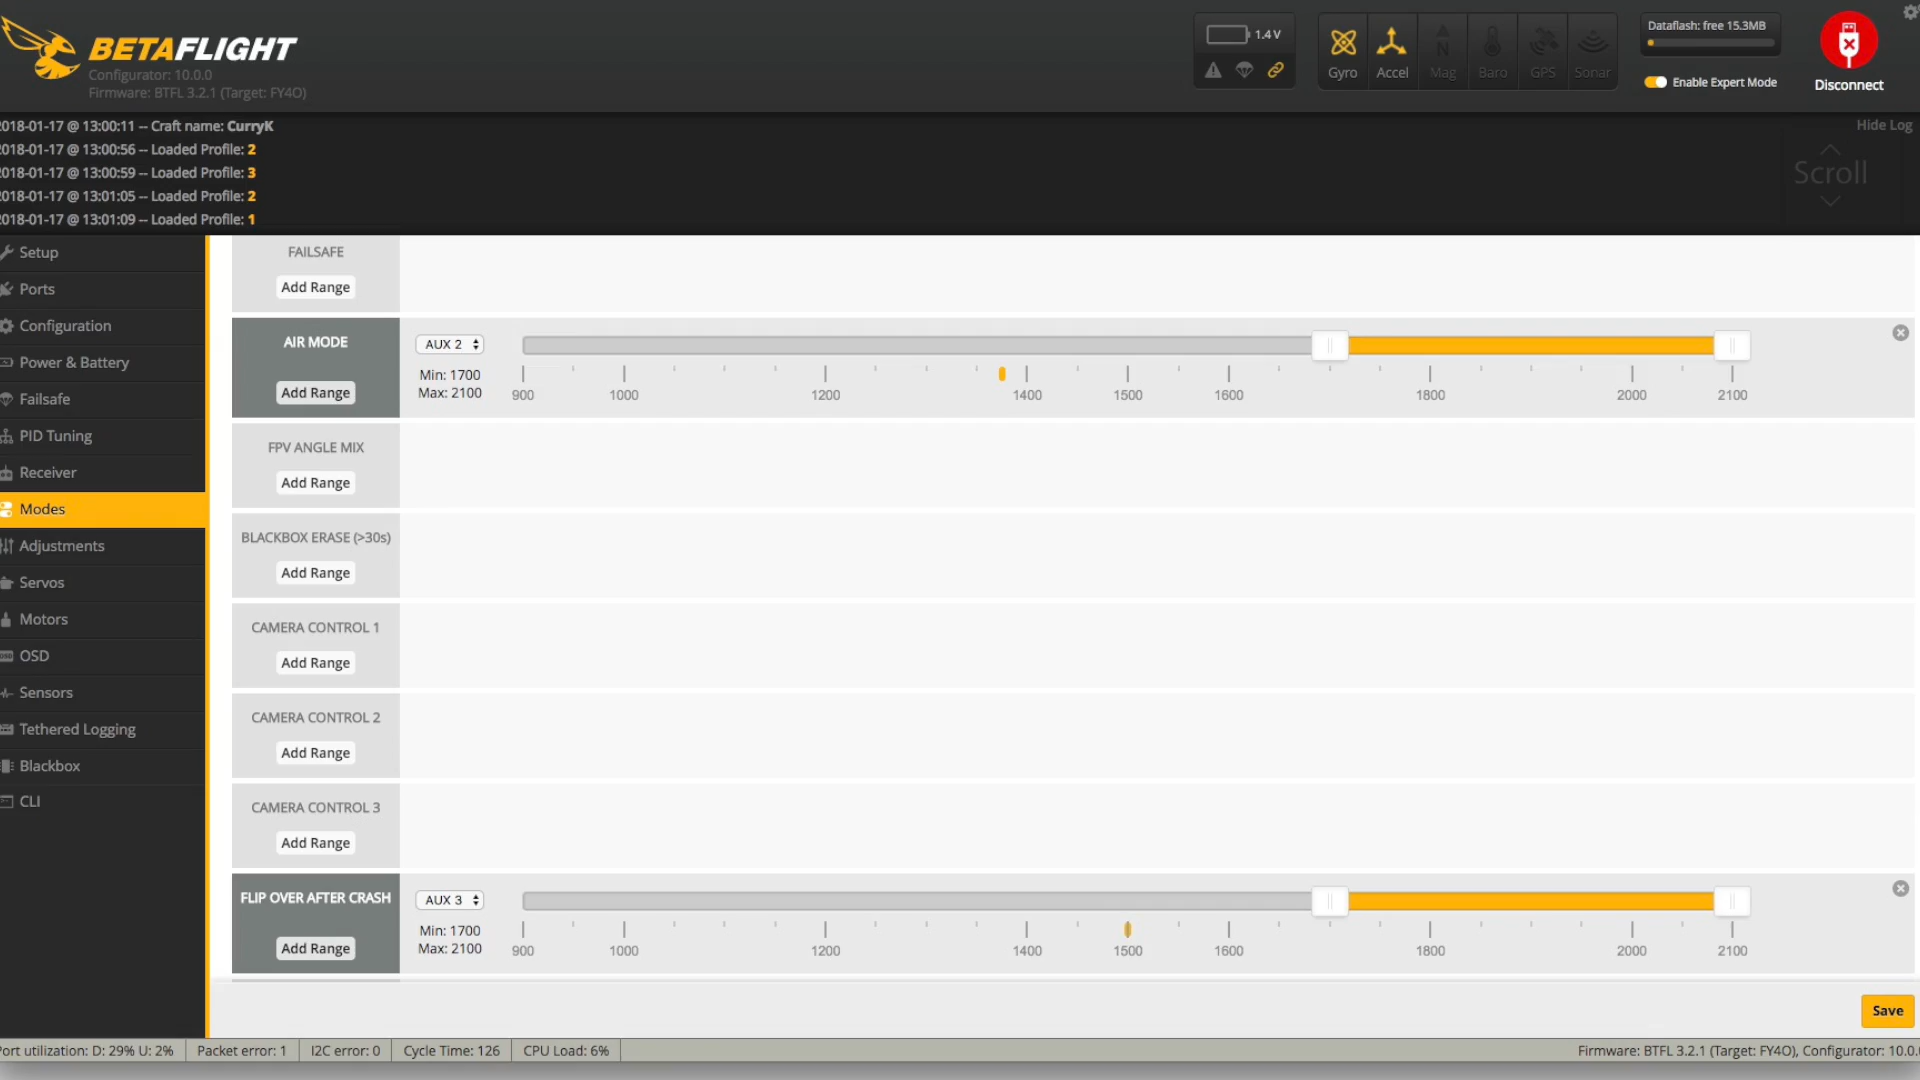 BETAFLIGHT
Configurator: 10.0.0
Firmware: BTFL 3.2.1 (Target: FY4O)
1.4 V
Gyro
Accel
Mag
Baro
GPS
Sonar
Dataflash: free 15.3MB
Enable Expert Mode
Disconnect
2018-01-17 @ 13:00:11 -- Craft name: CurryK
2018-01-17 @ 13:00:56 -- Loaded Profile: 2
2018-01-17 @ 13:00:59 -- Loaded Profile: 3
2018-01-17 @ 13:01:05 -- Loaded Profile: 2
2018-01-17 @ 13:01:09 -- Loaded Profile: 1
Hide Log
Scroll
Setup
Ports
Configuration
Power & Battery
Failsafe
PID Tuning
Receiver
Modes
Adjustments
Servos
Motors
OSD
Sensors
Tethered Logging
Blackbox
CLI
FAILSAFE
Add Range
AIR MODE
Add Range
AUX 2
Min: 1700
Max: 2100
900 1000 1200 1400 1500 1600 1800 2000 2100
FPV ANGLE MIX
Add Range
BLACKBOX ERASE (>30s)
Add Range
CAMERA CONTROL 1
Add Range
CAMERA CONTROL 2
Add Range
CAMERA CONTROL 3
Add Range
FLIP OVER AFTER CRASH
Add Range
AUX 3
Min: 1700
Max: 2100
900 1000 1200 1400 1500 1600 1800 2000 2100
Save
Port utilization: D: 29% U: 2% Packet error: 1 I2C error: 0 Cycle Time: 126 CPU Load: 6% Firmware: BTFL 3.2.1 (Target: FY4O), Configurator: 10.0.0